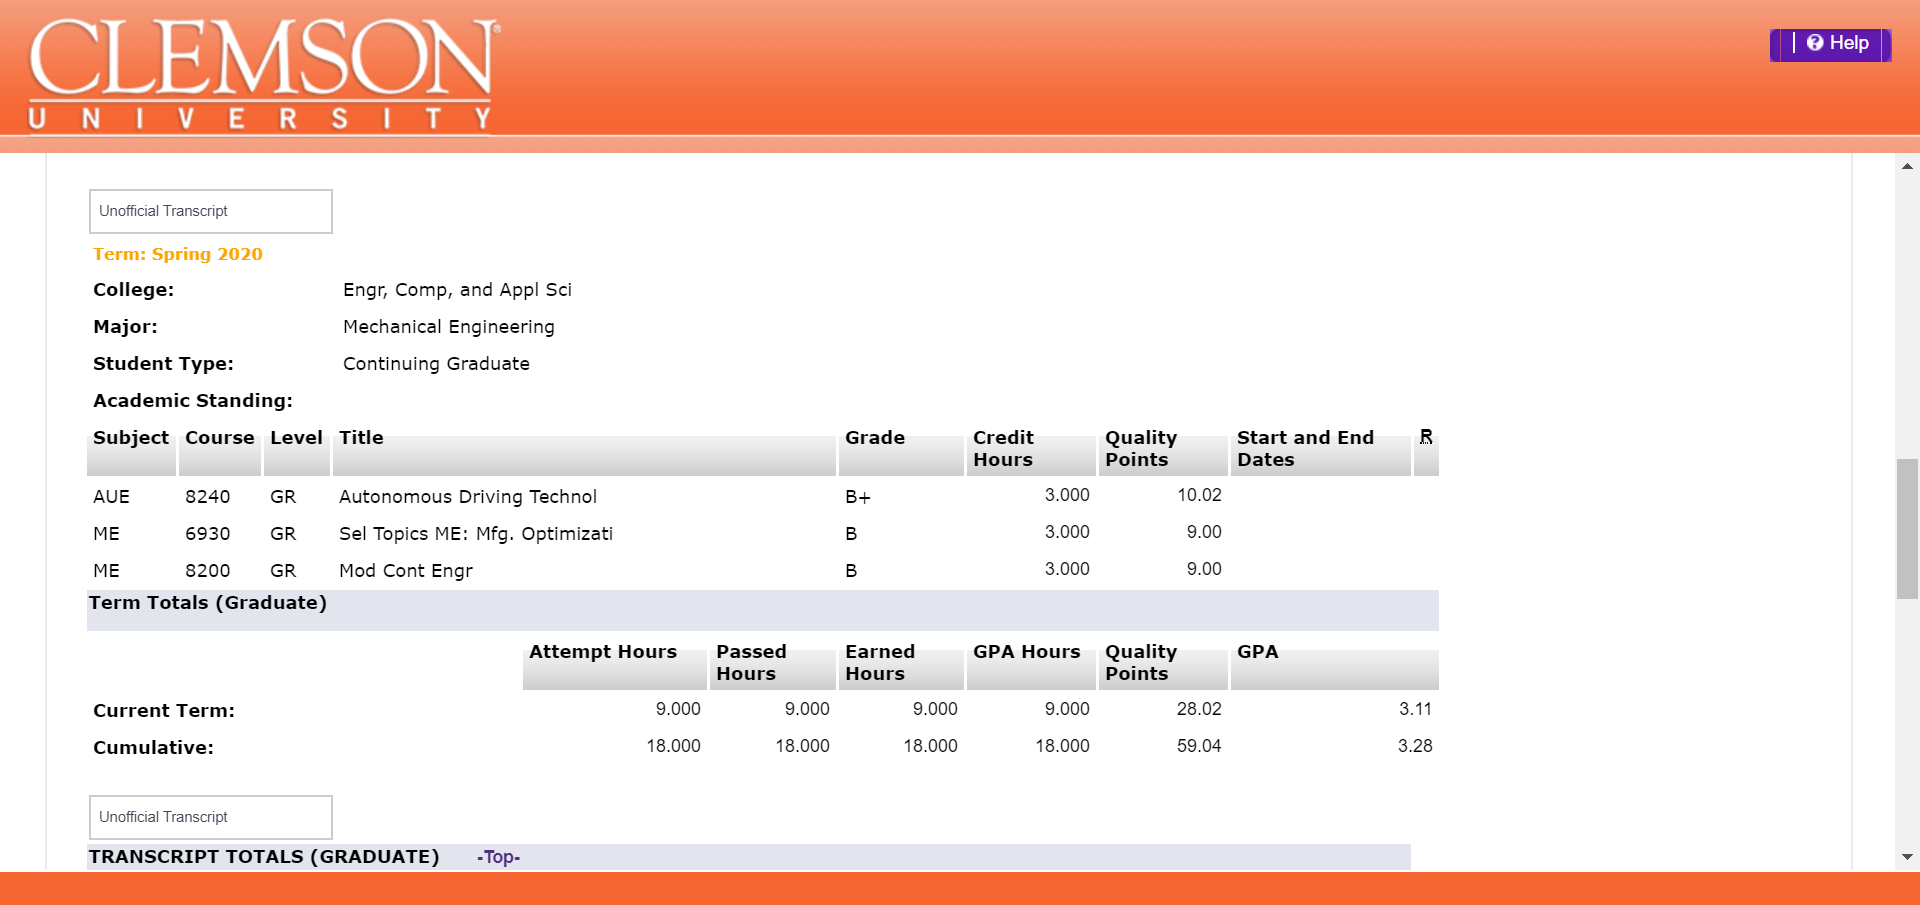 CLEMSON®
UNIVERSITY
| Help
Unofficial Transcript
Term: Spring 2020
College: Engr, Comp, and Appl Sci
Major: Mechanical Engineering
Student Type: Continuing Graduate
Academic Standing:
Subject Course Level Title Grade Credit Hours Quality Points Start and End Dates R
AUE 8240 GR Autonomous Driving Technol B+ 3.000 10.02
ME 6930 GR Sel Topics ME: Mfg. Optimizati B 3.000 9.00
ME 8200 GR Mod Cont Engr B 3.000 9.00
Term Totals (Graduate)
Attempt Hours Passed Hours Earned Hours GPA Hours Quality Points GPA
Current Term: 9.000 9.000 9.000 9.000 28.02 3.11
Cumulative: 18.000 18.000 18.000 18.000 59.04 3.28
Unofficial Transcript
TRANSCRIPT TOTALS (GRADUATE) -Top-